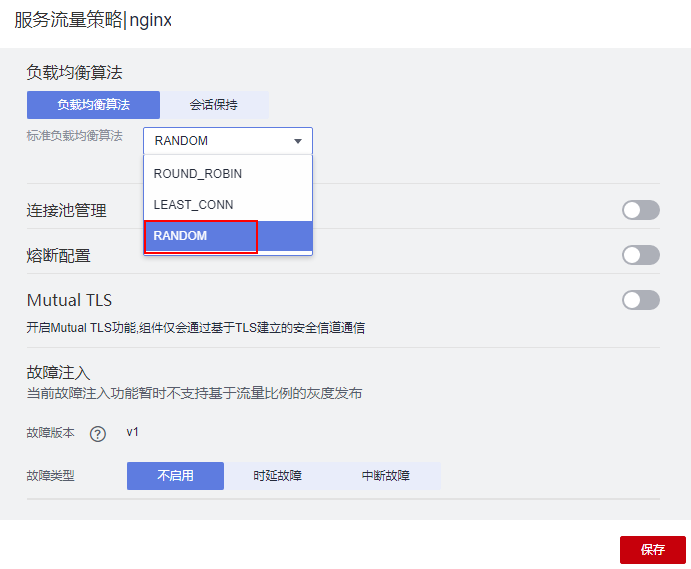 服务流量策略|nginx
负载均衡算法
负载均衡算法 会话保持
标准负载均衡算法 RANDOM
ROUND_ROBIN
LEAST_CONN
RANDOM
连接池管理
熔断配置
Mutual TLS
开启Mutual TLS功能,组件仅会通过基于TLS建立的安全信道通信
故障注入
当前故障注入功能暂时不支持基于流量比例的灰度发布
故障版本 ? v1
故障类型 不启用 时延故障 中断故障
保存